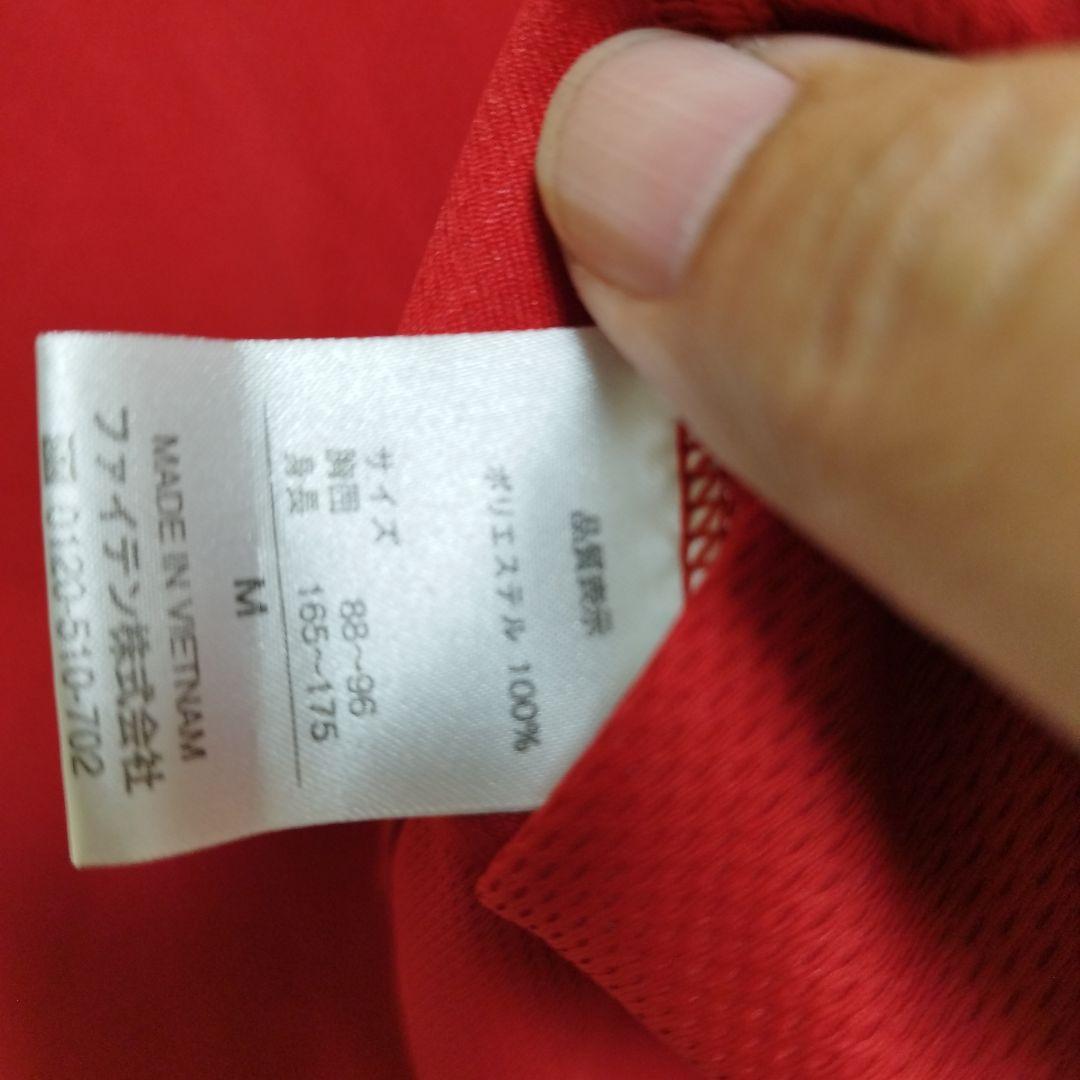 品質表示
ポリエステル 100%
サイズ
胸囲 88~96
身長 165~175
M
MADE IN VIETNAM
ファイテン株式会社
0120-510-702